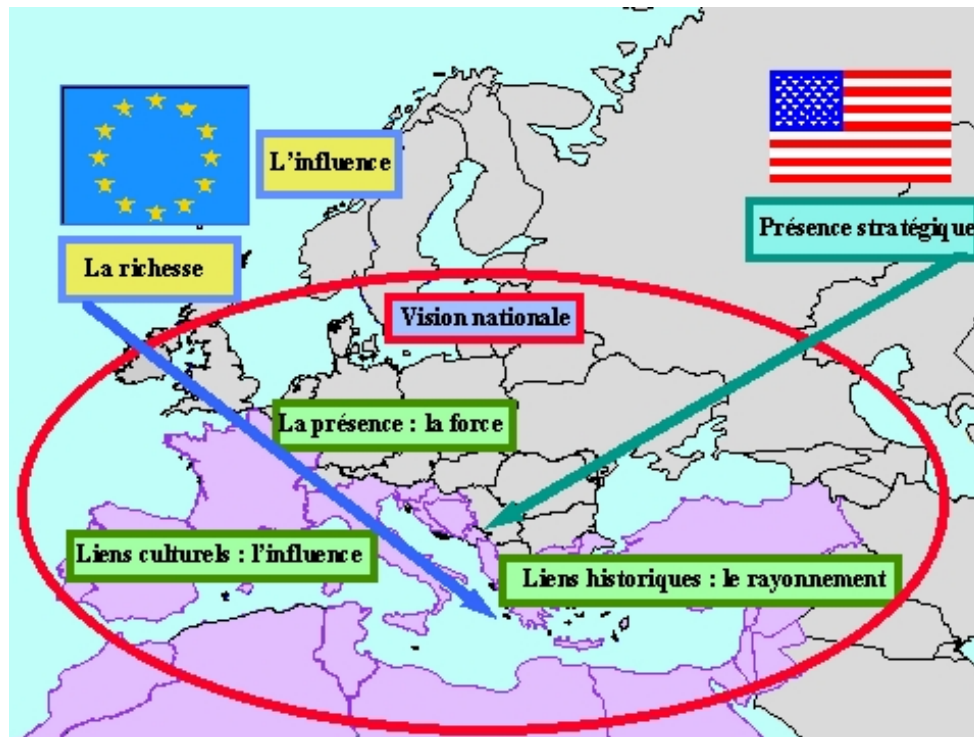 L'influence
La richesse
Présence stratégique
Vision nationale
La présence : la force
Liens culturels : l'influence
Liens historiques : le rayonnement